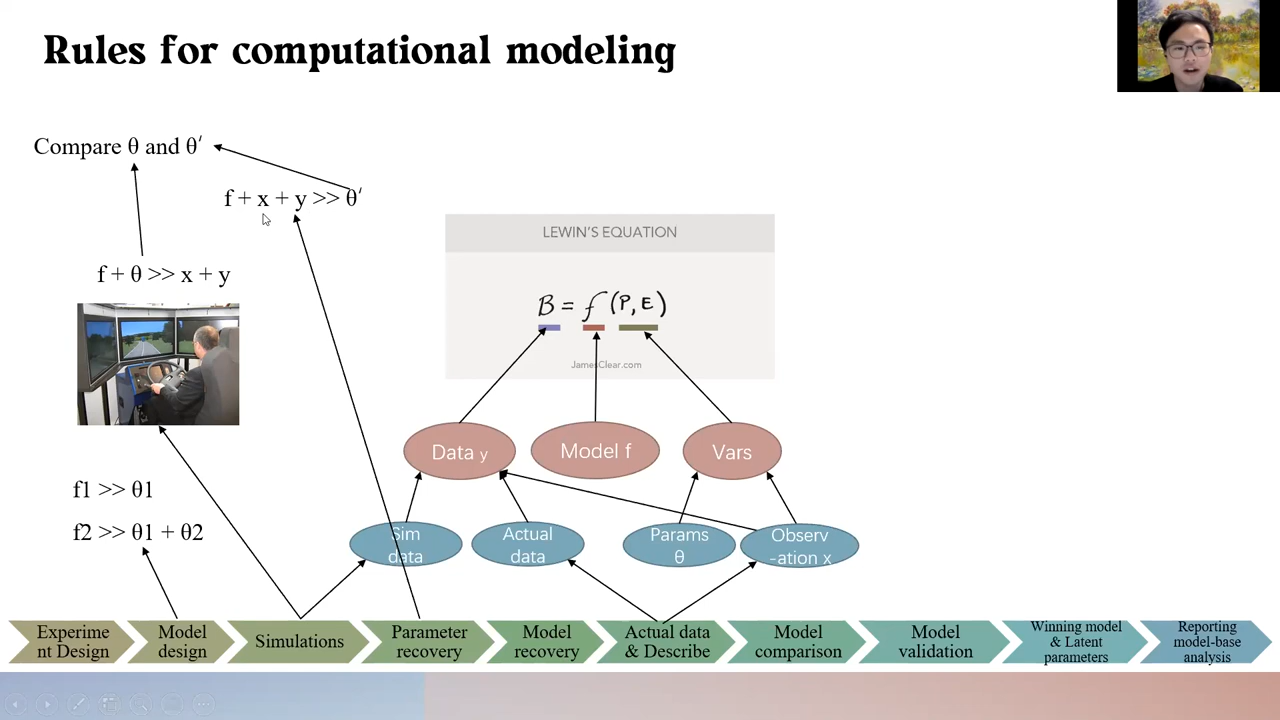 Rules for computational modeling
Compare θ and θ′
f + x + y >> θ′
f + θ >> x + y
LEWIN'S EQUATION
B = f (P, E)
JamesClear.com
Data y
Model f
Vars
f1 >> θ1
f2 >> θ1 + θ2
Sim
data
Actual
data
Params
θ
Observ
-ation x
Experime
nt Design
Model
design
Simulations
Parameter
recovery
Model
recovery
Actual data
& Describe
Model
comparison
Model
validation
Winning model
& Latent
parameters
Reporting
model-base
analysis